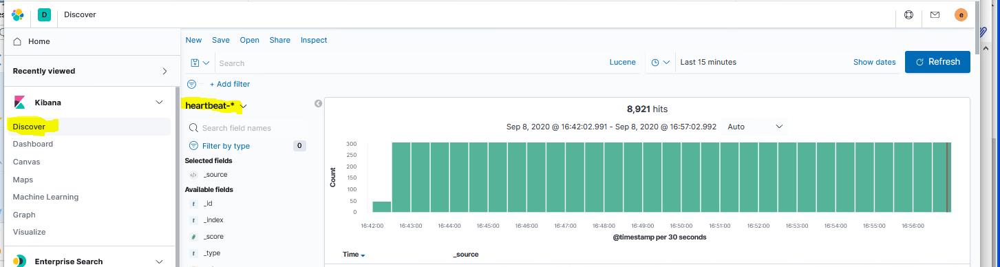 D Discover e
Home
Recently viewed
Kibana
Discover
Dashboard
Canvas
Maps
Machine Learning
Graph
Visualize
Enterprise Search
New Save Open Share Inspect
Search Lucene Last 15 minutes Show dates Refresh
+ Add filter
heartbeat-*
Search field names
Filter by type 0
Selected fields
</> _source
Available fields
t _id
t _index
# _score
t _type
8,921 hits
Sep 8, 2020 @ 16:42:02.991 - Sep 8, 2020 @ 16:57:02.992 Auto
Count
300
250
200
150
100
50
0
16:42:00 16:43:00 16:44:00 16:45:00 16:46:00 16:47:00 16:48:00 16:49:00 16:50:00 16:51:00 16:52:00 16:53:00 16:54:00 16:55:00 16:56:00
@timestamp per 30 seconds
Time _source